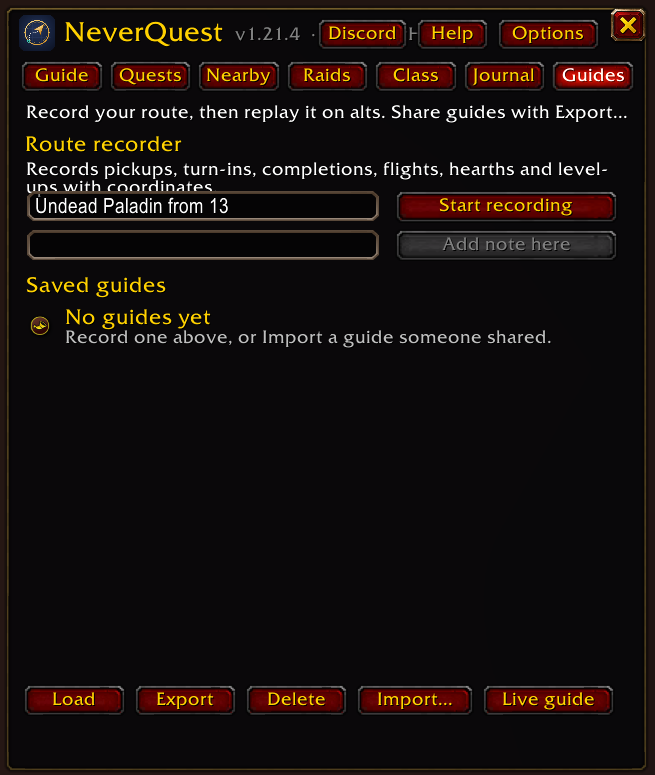 NeverQuest v1.21.4 · Discord H Help Options
Guide Quests Nearby Raids Class Journal Guides
Record your route, then replay it on alts. Share guides with Export...
Route recorder
Records pickups, turn-ins, completions, flights, hearths and level-
ups with coordinates.
Undead Paladin from 13 Start recording
Add note here
Saved guides
No guides yet
Record one above, or Import a guide someone shared.
Load Export Delete Import... Live guide